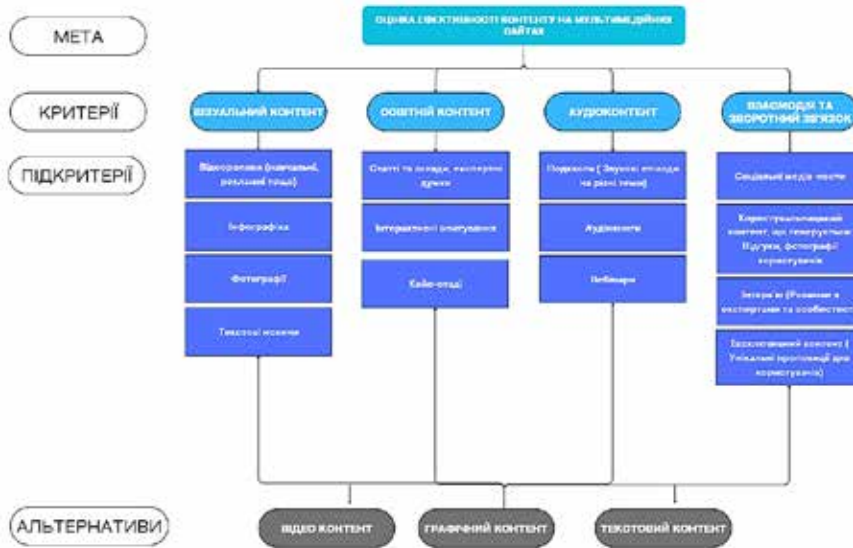 МЕТА
ОЦІНКА ЕФЕКТИВНОСТІ КОНТЕНТУ НА МУЛЬТИМЕДІЙНИХ
САЙТАХ
КРИТЕРІЇ
ВІЗУАЛЬНИЙ КОНТЕНТ
ОСВІТНІЙ КОНТЕНТ
АУДІОКОНТЕНТ
ВЗАЄМОДІЯ ТА
ЗВОРОТНИЙ ЗВ'ЯЗОК
ПІДКРИТЕРІЇ
Відеоролики (навчальні,
рекламні тощо)
Інфографіка
Фотографії
Текстові новини
Статті та огляди, експертні
думки
Інтерактивні опитування
Кейс-стаді
Подкасти ( Звукові епізоди
на різні теми)
Аудіокниги
Вебінари
Соціальні медіа-пости
Користувальницький
контент, що генерується
Відгуки, фотографії
користувачів
Інтерв'ю (Розмови з
експертами та особистост
Ексклюзивний контент (
Унікальні пропозиції для
користувачів)
АЛЬТЕРНАТИВИ
ВІДЕО КОНТЕНТ
ГРАФІЧНИЙ КОНТЕНТ
ТЕКСТОВИЙ КОНТЕНТ